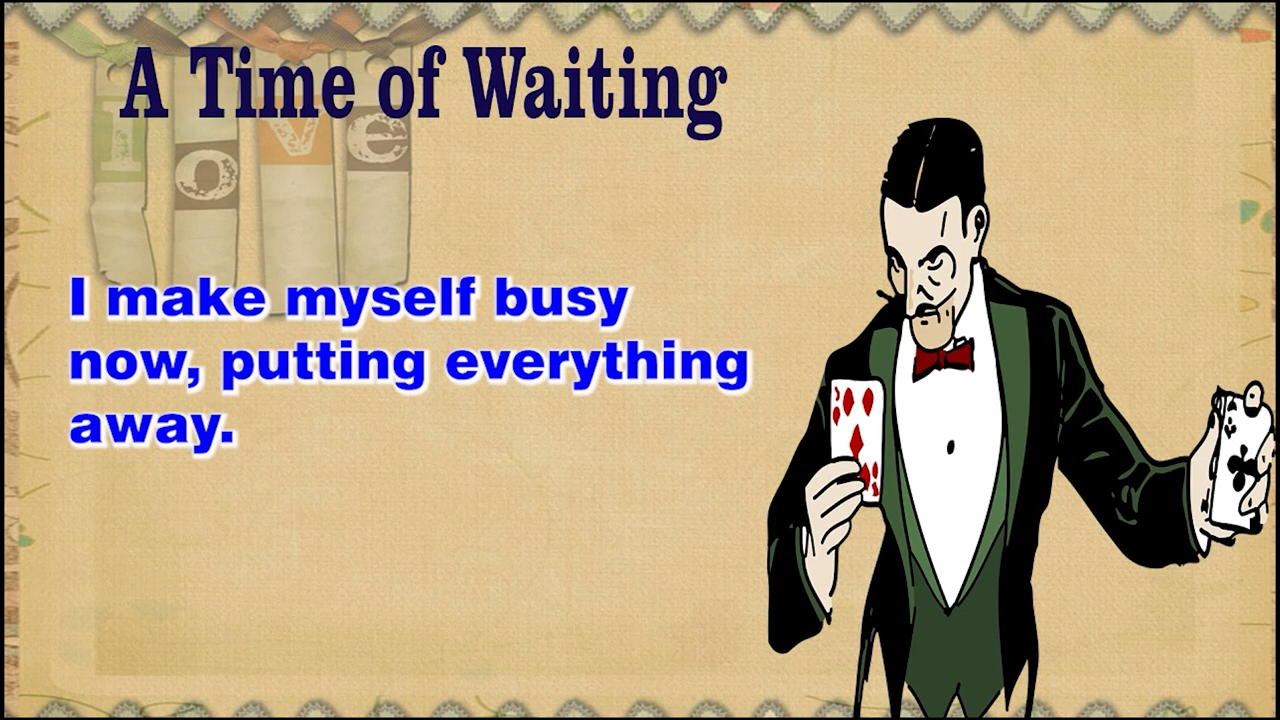 A Time of Waiting
love
I make myself busy
now, putting everything
away.